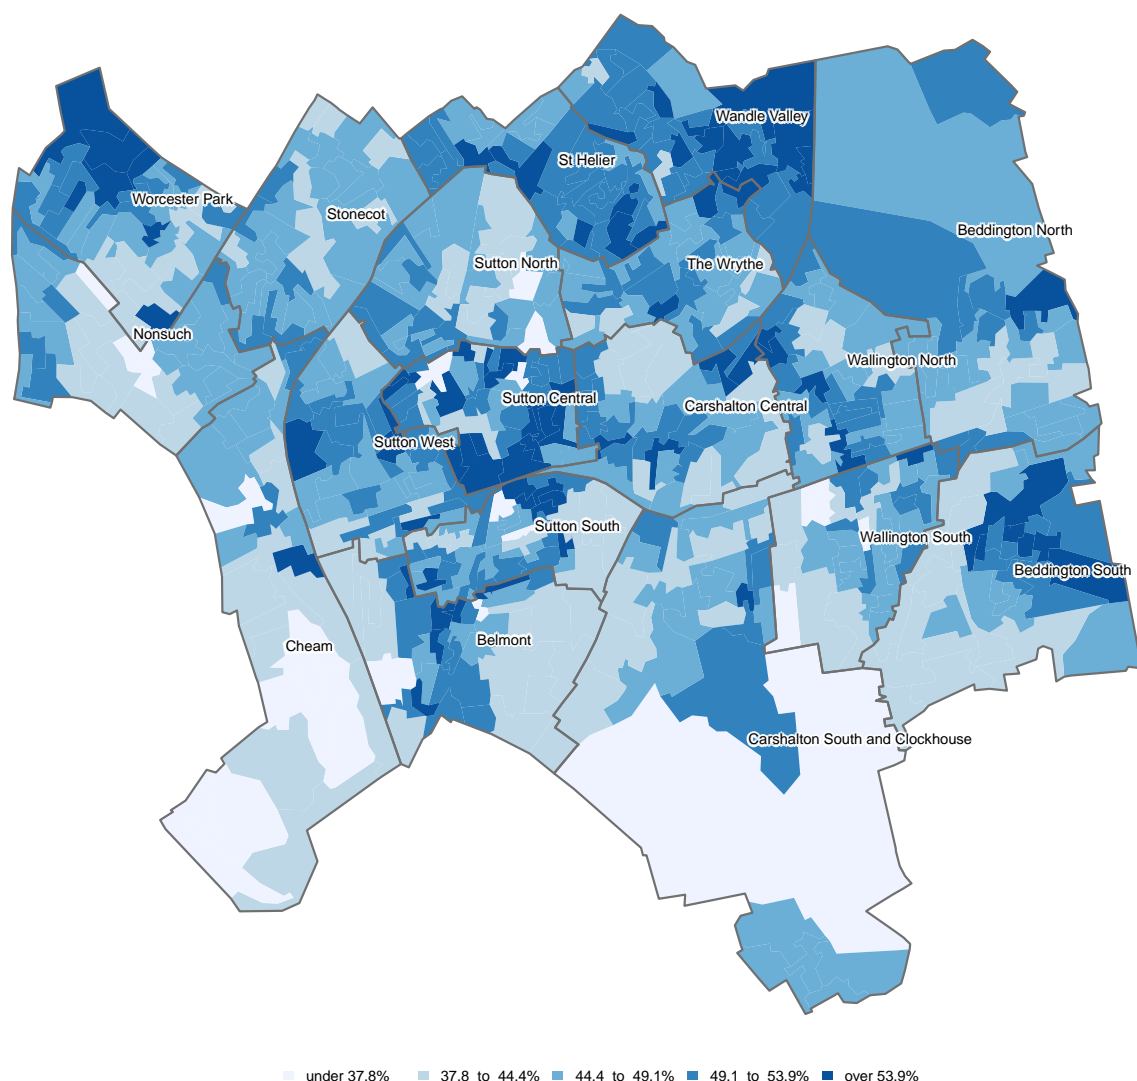 Wandle Valley
St Helier
Worcester Park
Stonecot
Beddington North
Sutton North
The Wrythe
Nonsuch
Wallington North
Sutton Central
Carshalton Central
Sutton West
Sutton South
Wallington South
Beddington South
Belmont
Cheam
Carshalton South and Clockhouse
under 37.8% 37.8 to 44.4% 44.4 to 49.1% 49.1 to 53.9% over 53.9%